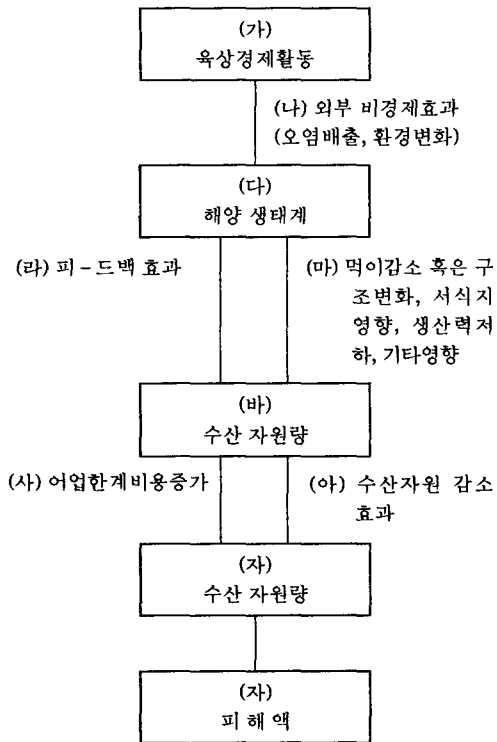 (가)
육상경제활동
(나) 외부 비경제효과
(오염배출, 환경변화)
(다)
해양 생태계
(라) 피-드백 효과
(마) 먹이감소 혹은 구
조변화, 서식지
영향, 생산력저
하, 기타영향
(바)
수산 자원량
(사) 어업한계비용증가
(아) 수산자원 감소
효과
(자)
수산 자원량
(자)
피 해 액